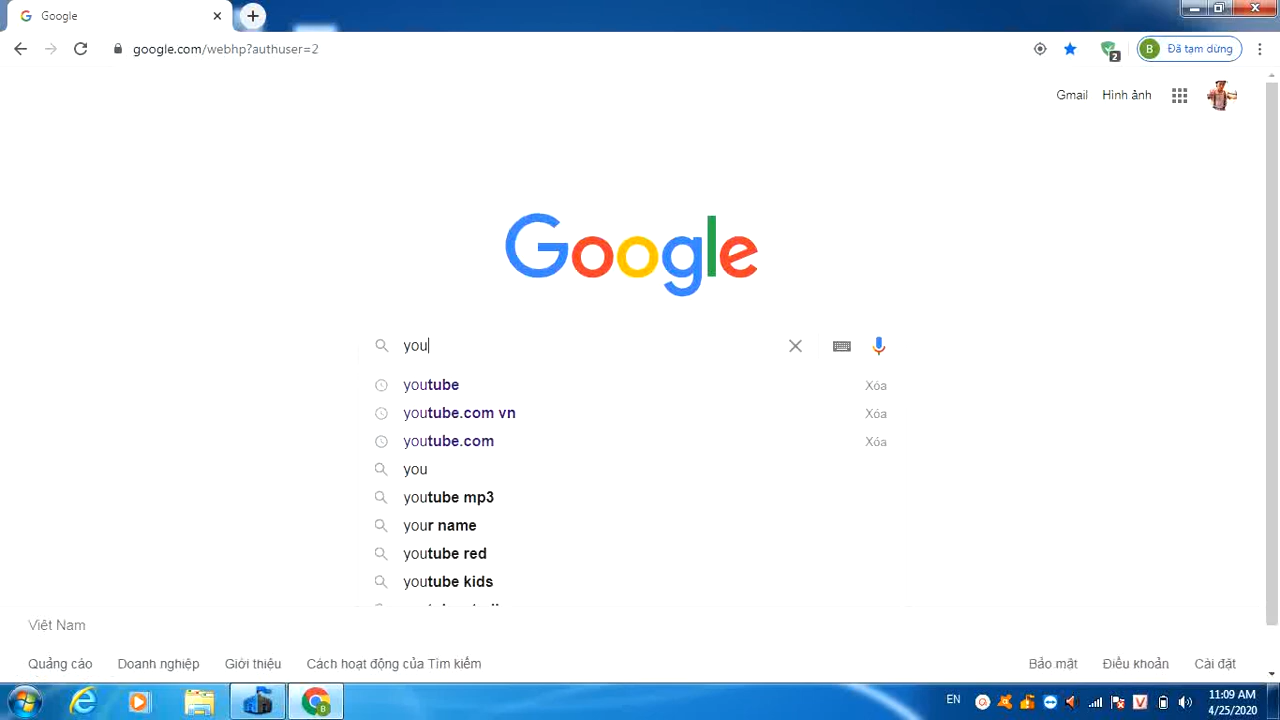 Google
google.com/webhp?authuser=2
2
B
Đã tạm dừng
Gmail
Hình ảnh
Google
you
youtube
Xóa
youtube.com vn
Xóa
youtube.com
Xóa
you
youtube mp3
your name
youtube red
youtube kids
Việt Nam
Quảng cáo
Doanh nghiệp
Giới thiệu
Cách hoạt động của Tìm kiếm
Bảo mật
Điều khoản
Cài đặt
B
EN
V
11:09 AM
4/25/2020